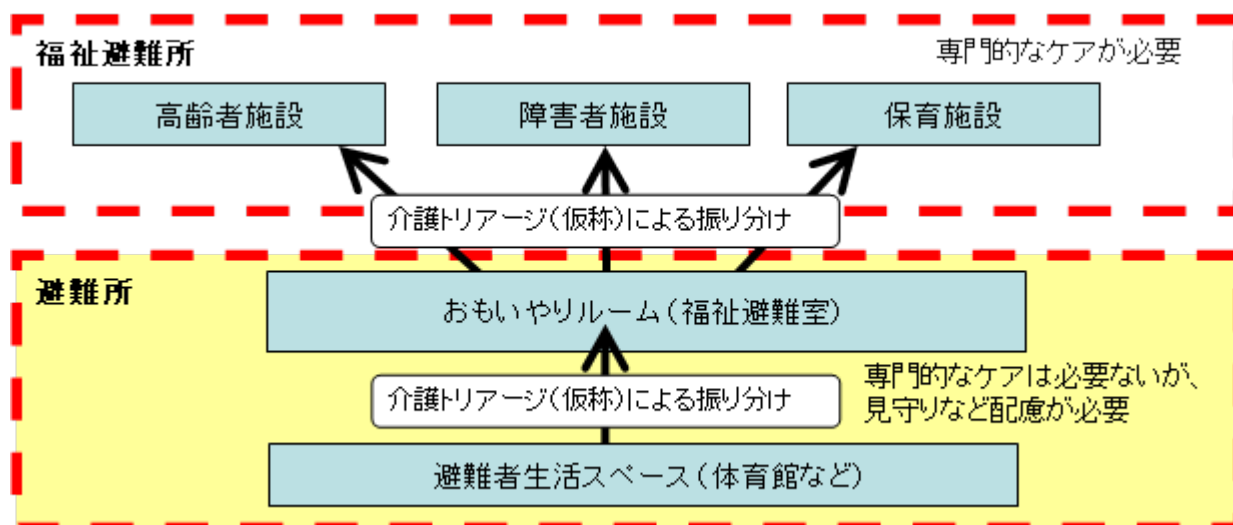 福祉避難所
専門的なケアが必要
高齢者施設
障害者施設
保育施設
介護トリアージ(仮称)による振り分け
避難所
おもいやりルーム(福祉避難室)
専門的なケアは必要ないが、
見守りなど配慮が必要
介護トリアージ(仮称)による振り分け
避難者生活スペース(体育館など)